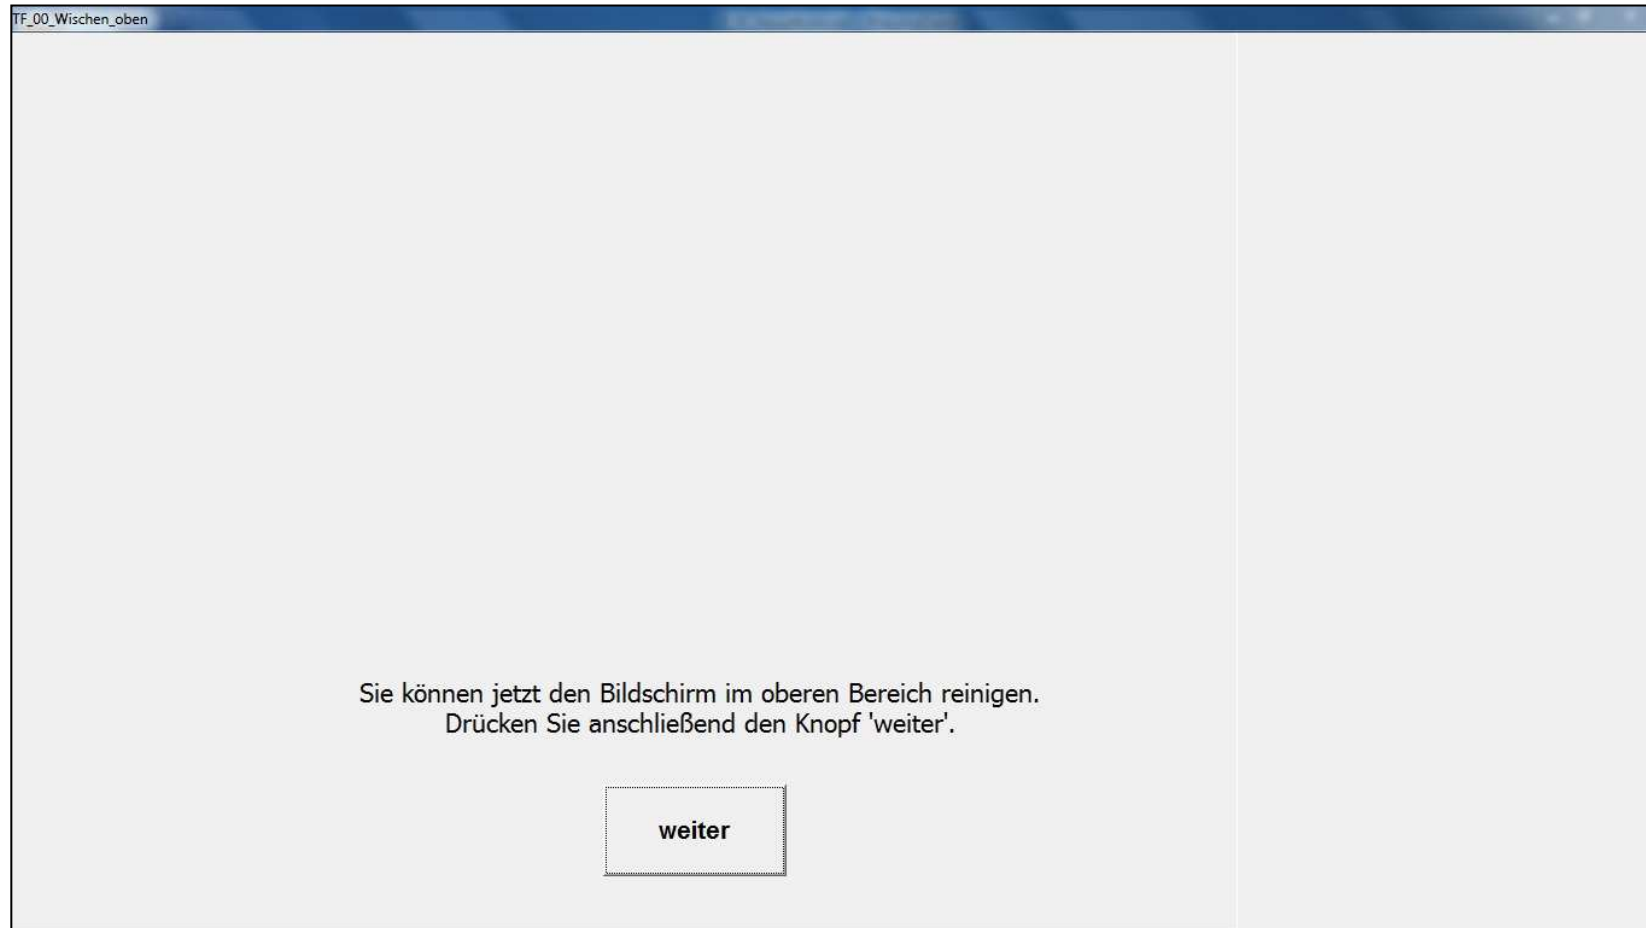 TF_00_Wischen_oben
Sie können jetzt den Bildschirm im oberen Bereich reinigen.
Drücken Sie anschließend den Knopf 'weiter'.
weiter